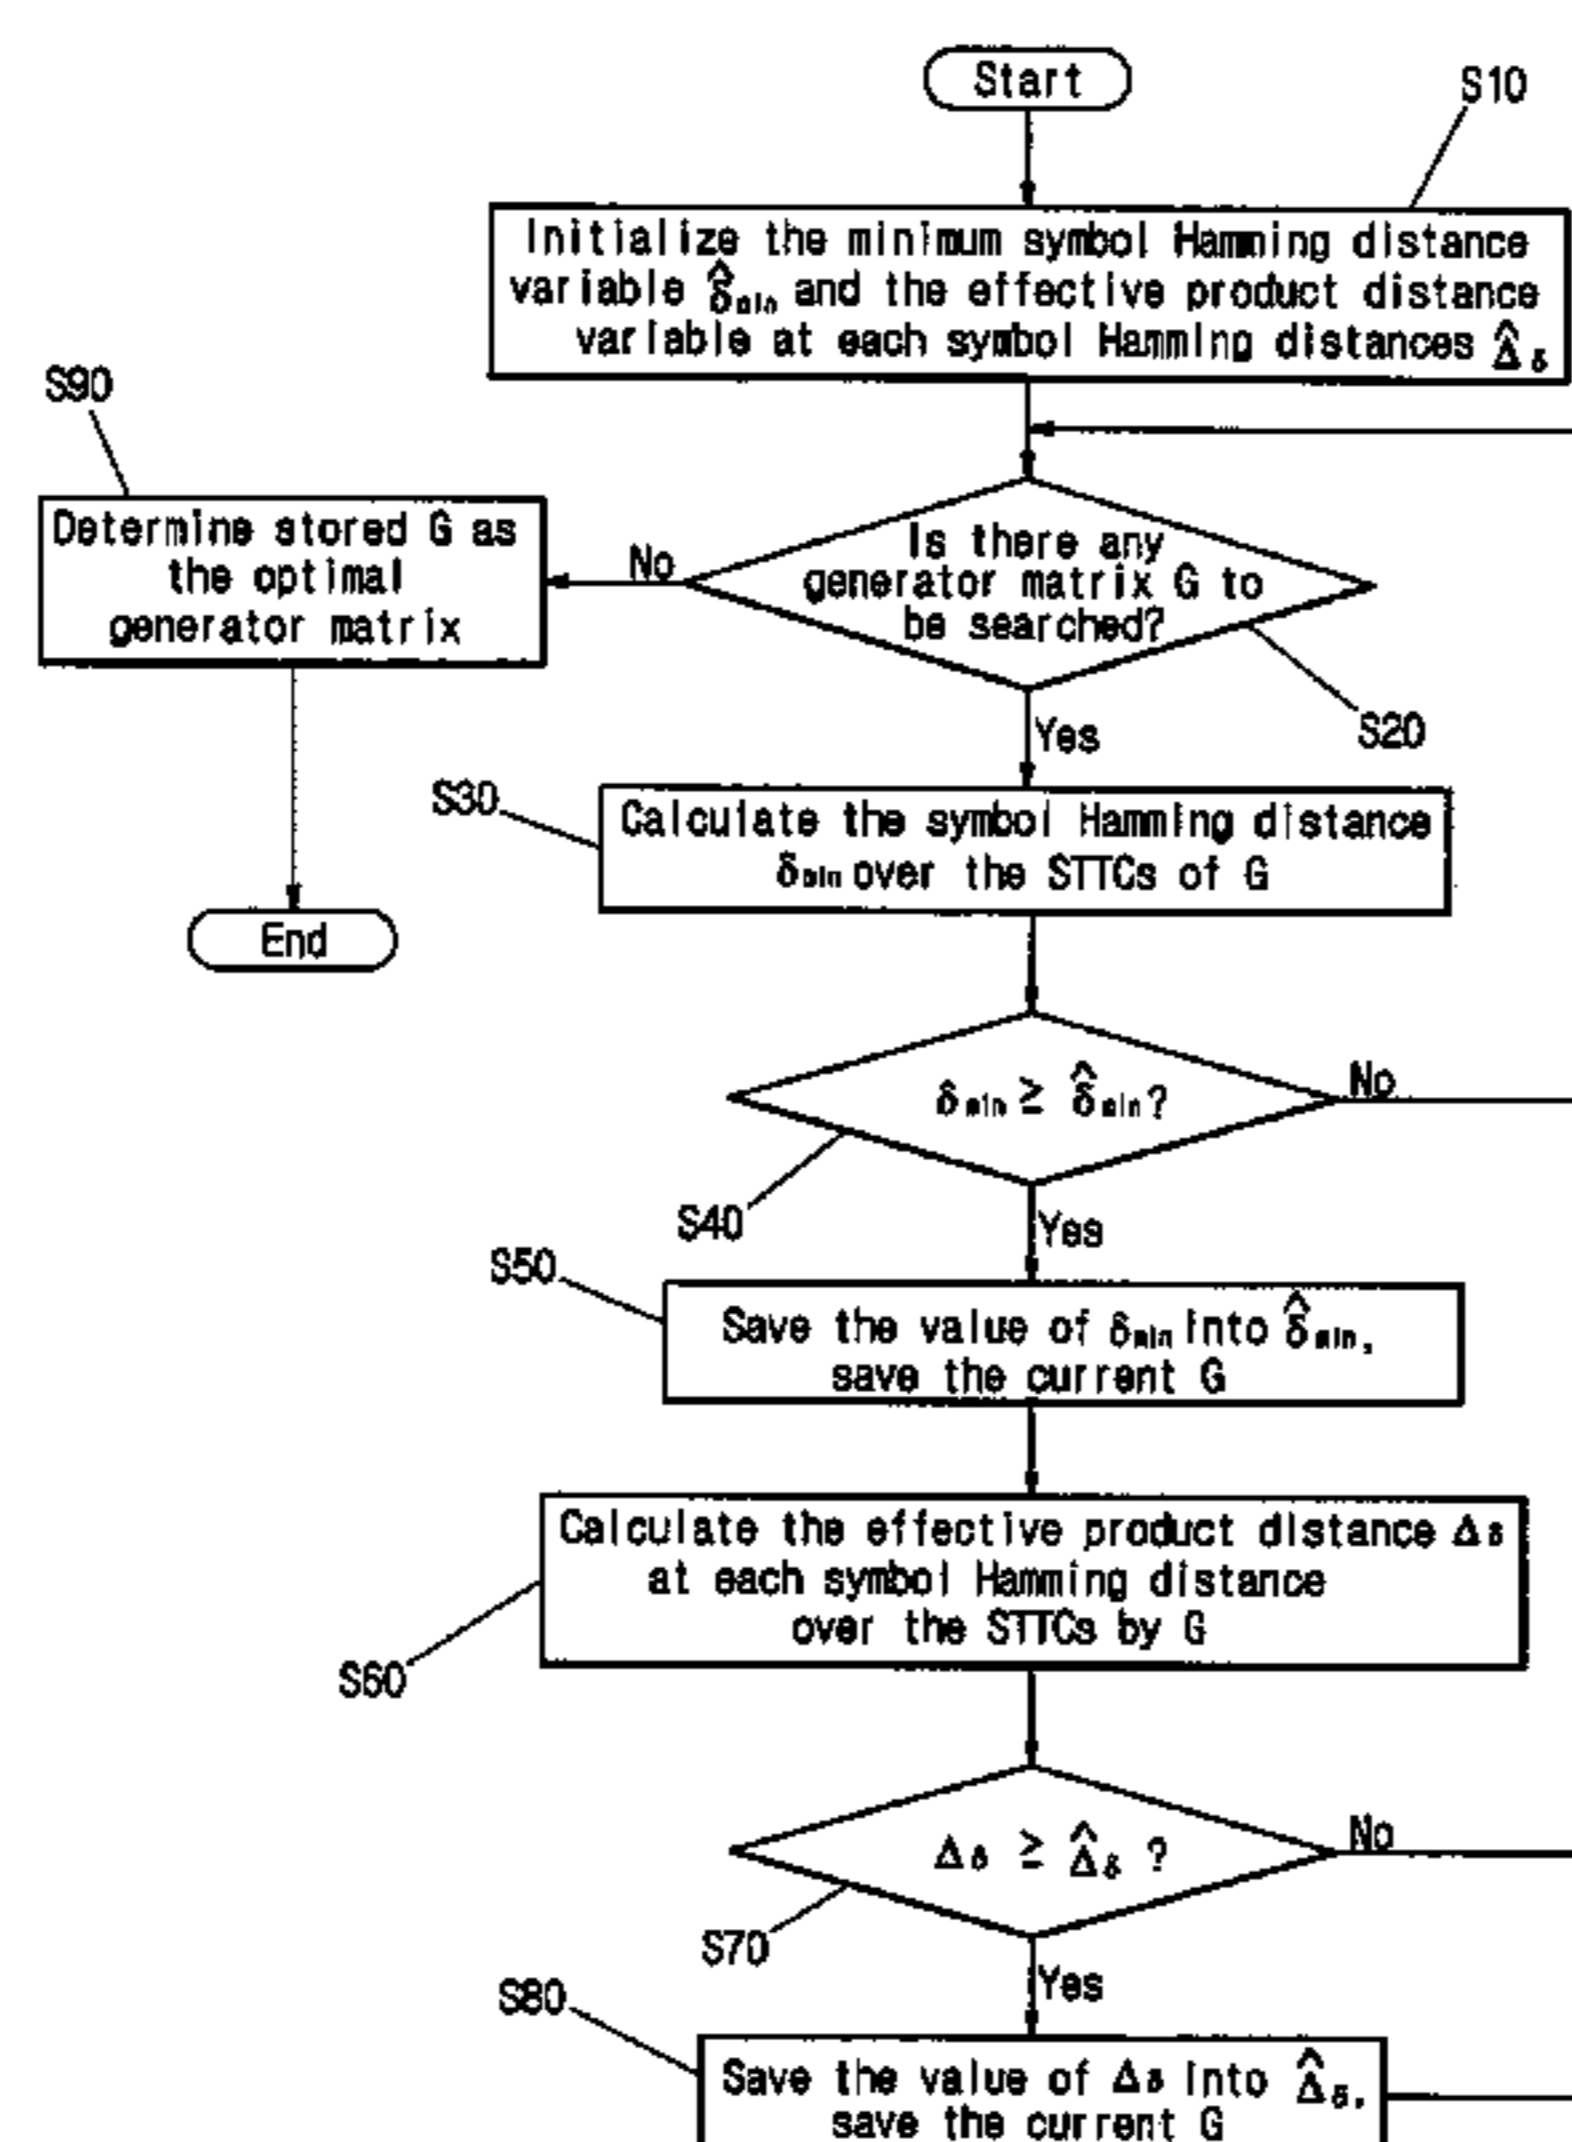 Start
S10
Initialize the minimum symbol Hamming distance
variable δ̂min and the effective product distance
variable at each symbol Hamming distances Δ̂δ
S90
Determine stored G as
the optimal
generator matrix
No
Is there any
generator matrix G to
be searched?
S20
Yes
End
S30
Calculate the symbol Hamming distance
δmin over the STTCs of G
δmin ≥ δ̂min?
No
S40
Yes
S50
Save the value of δmin into δ̂min,
save the current G
Calculate the effective product distance Δδ
at each symbol Hamming distance
over the STTCs by G
S60
Δδ ≥ Δ̂δ ?
No
S70
Yes
S80
Save the value of Δδ into Δ̂δ,
save the current G